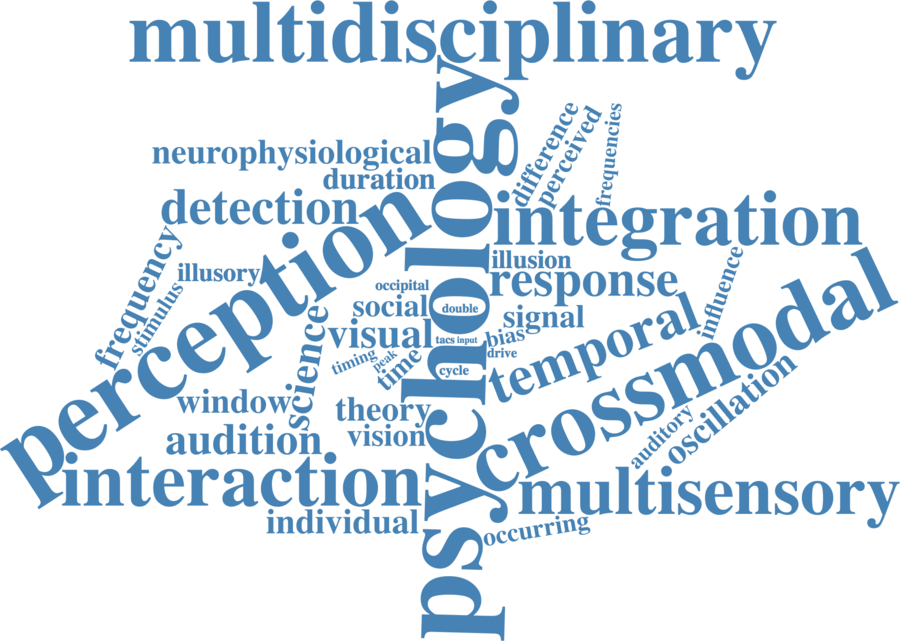 multidisciplinary
psychology
difference
perceived
frequencies
neurophysiological
duration
detection
integration
perception
frequency
stimulus
illusory
illusion
response
influence
occipital
social
double
signal
visual
tacs
input
bias
drive
timing
peak
time
cycle
temporal
crossmodal
science
window
theory
audition
vision
auditory
oscillation
interaction
multisensory
individual
occurring